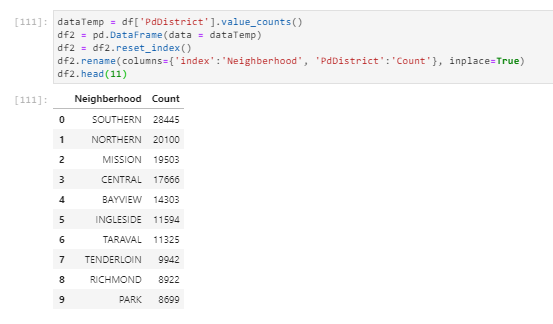 [111]: dataTemp = df['PdDistrict'].value_counts()
df2 = pd.DataFrame(data = dataTemp)
df2 = df2.reset_index()
df2.rename(columns={'index':'Neighberhood', 'PdDistrict':'Count'}, inplace=True)
df2.head(11)
[111]: Neighberhood Count
0 SOUTHERN 28445
1 NORTHERN 20100
2 MISSION 19503
3 CENTRAL 17666
4 BAYVIEW 14303
5 INGLESIDE 11594
6 TARAVAL 11325
7 TENDERLOIN 9942
8 RICHMOND 8922
9 PARK 8699